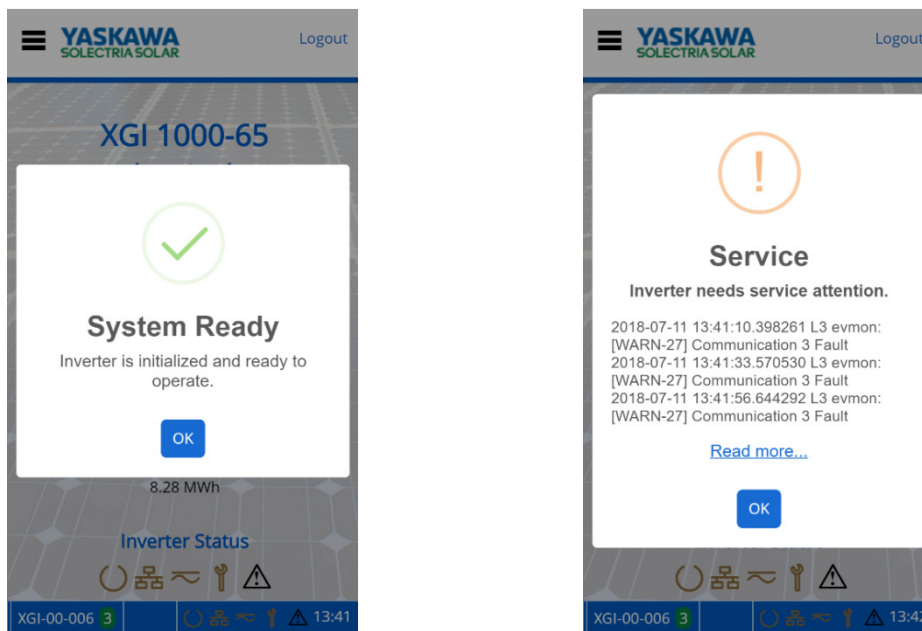 YASKAWA
SOLECTRIA SOLAR
Logout
XGI 1000-65
System Ready
Inverter is initialized and ready to
operate.
OK
8.28 MWh
Inverter Status
XGI-00-006 3
13:41
YASKAWA
SOLECTRIA SOLAR
Logout
Service
Inverter needs service attention.
2018-07-11 13:41:10.398261 L3 evmon:
[WARN-27] Communication 3 Fault
2018-07-11 13:41:33.570530 L3 evmon:
[WARN-27] Communication 3 Fault
2018-07-11 13:41:56.644292 L3 evmon:
[WARN-27] Communication 3 Fault
Read more...
OK
XGI-00-006 3